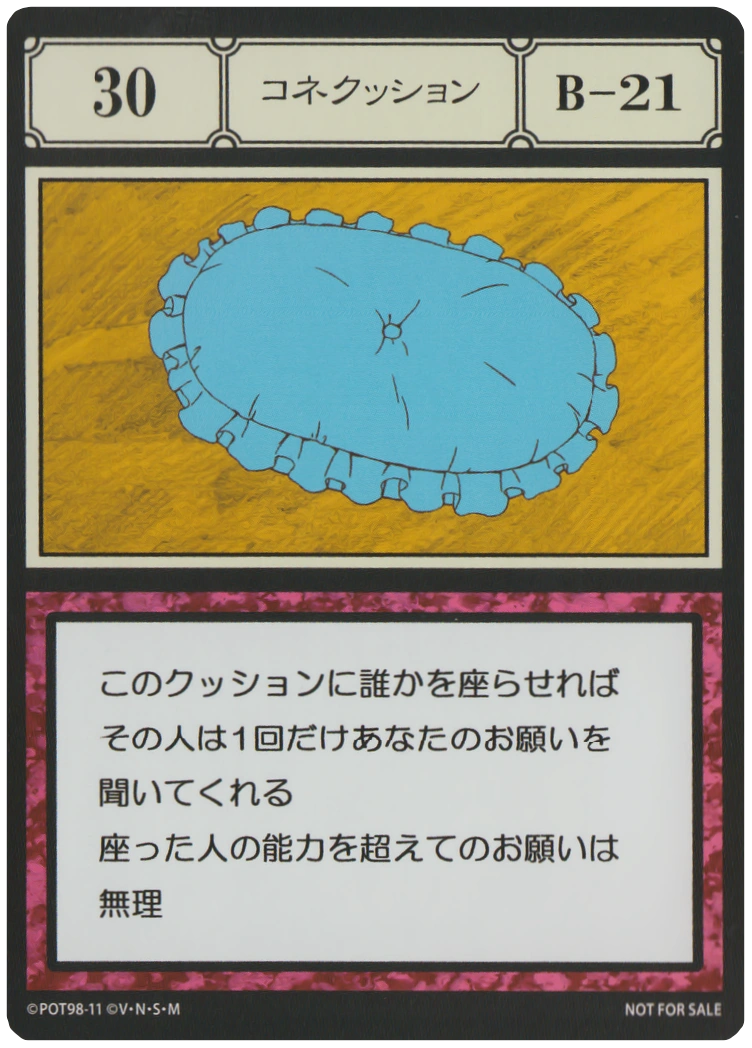 30
コネクッション
B-21
このクッションに誰かを座らせれば
その人は1回だけあなたのお願いを
聞いてくれる
座った人の能力を超えてのお願いは
無理
©POT98-11 ©V・N・S・M
NOT FOR SALE